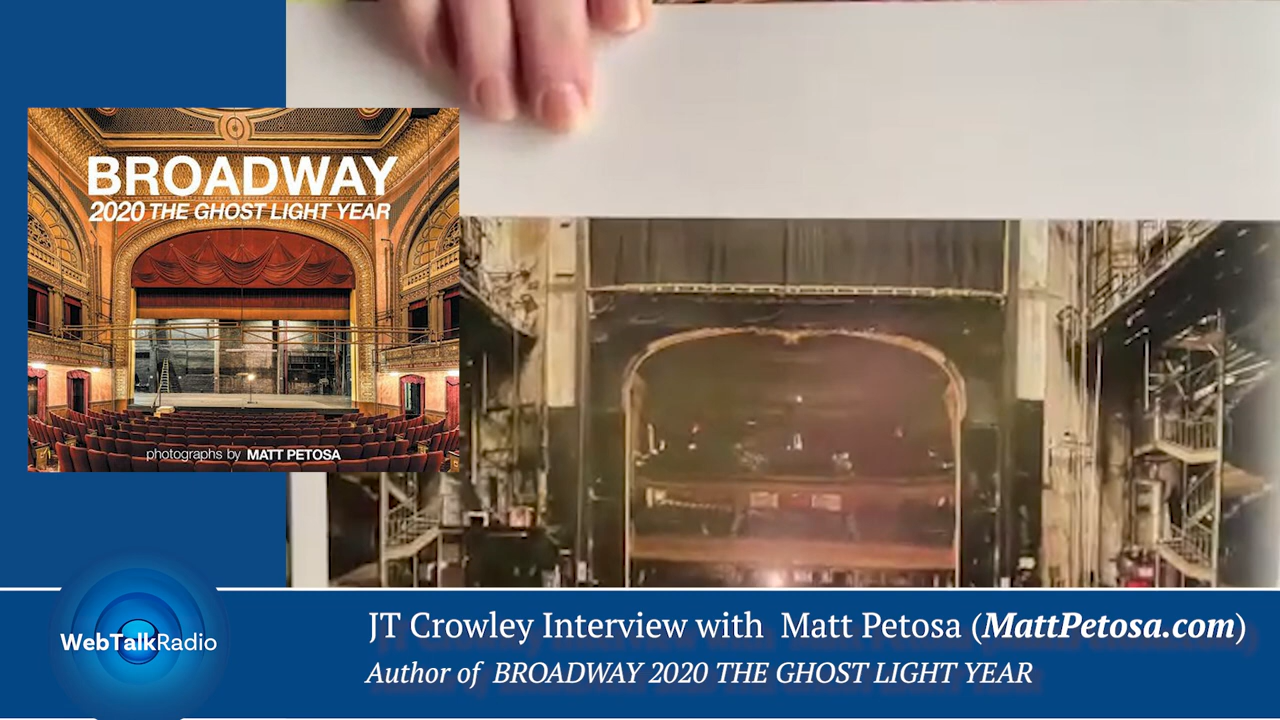 BROADWAY
2020 THE GHOST LIGHT YEAR
photographs by MATT PETOSA
WebTalkRadio
JT Crowley Interview with Matt Petosa (MattPetosa.com)
Author of BROADWAY 2020 THE GHOST LIGHT YEAR